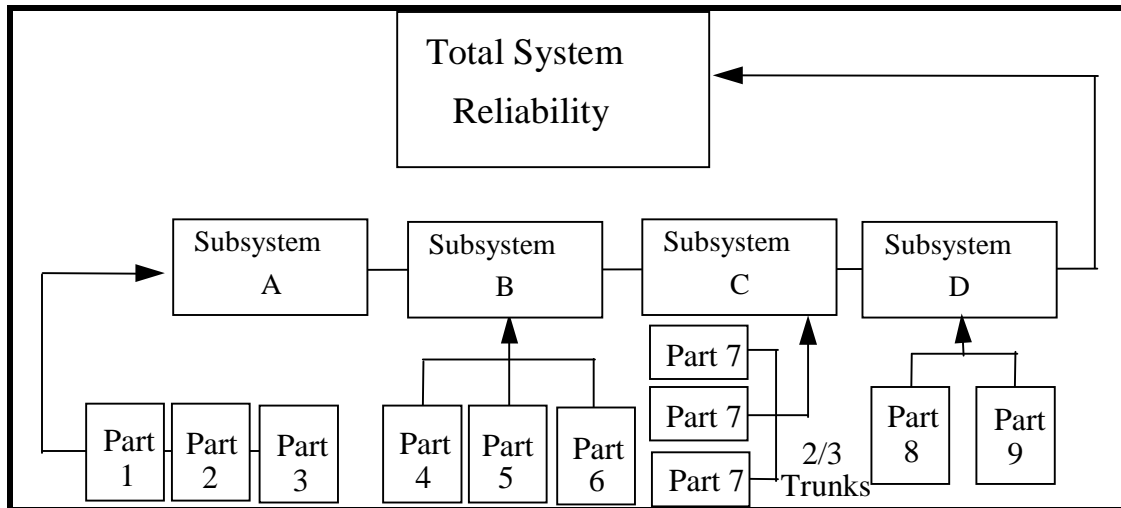 Total System
Reliability
Subsystem
A
Subsystem
B
Subsystem
C
Subsystem
D
Part 7
Part 7
Part 7
2/3
Trunks
Part
1
Part
2
Part
3
Part
4
Part
5
Part
6
Part
8
Part
9